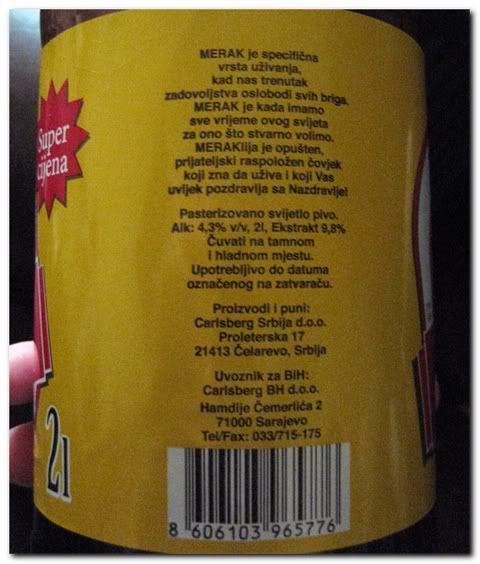 MERAK je specifična
vrsta uživanja,
kad nas trenutak
zadovoljstva oslobodi svih briga.
MERAK je kada imamo
sve vrijeme ovog svijeta
za ono što stvarno volimo.
MERAKlija je opušten,
prijateljski raspoložen čovjek
koji zna da uživa i koji Vas
uvijek pozdravlja sa Nazdravlje!
Super
cijena
Pasterizovano svijetlo pivo.
Alk: 4,3% v/v, 2l, Ekstrakt 9,8%
Čuvati na tamnom
i hladnom mjestu.
Upotrebljivo do datuma
označenog na zatvaraču.
Proizvodi i puni:
Carlsberg Srbija d.o.o.
Proleterska 17
21413 Čelarevo, Srbija
Uvoznik za BiH:
Carlsberg BH d.o.o.
Hamdije Čemerlića 2
71000 Sarajevo
Tel/Fax: 033/715-175
2l
8 606103 965776